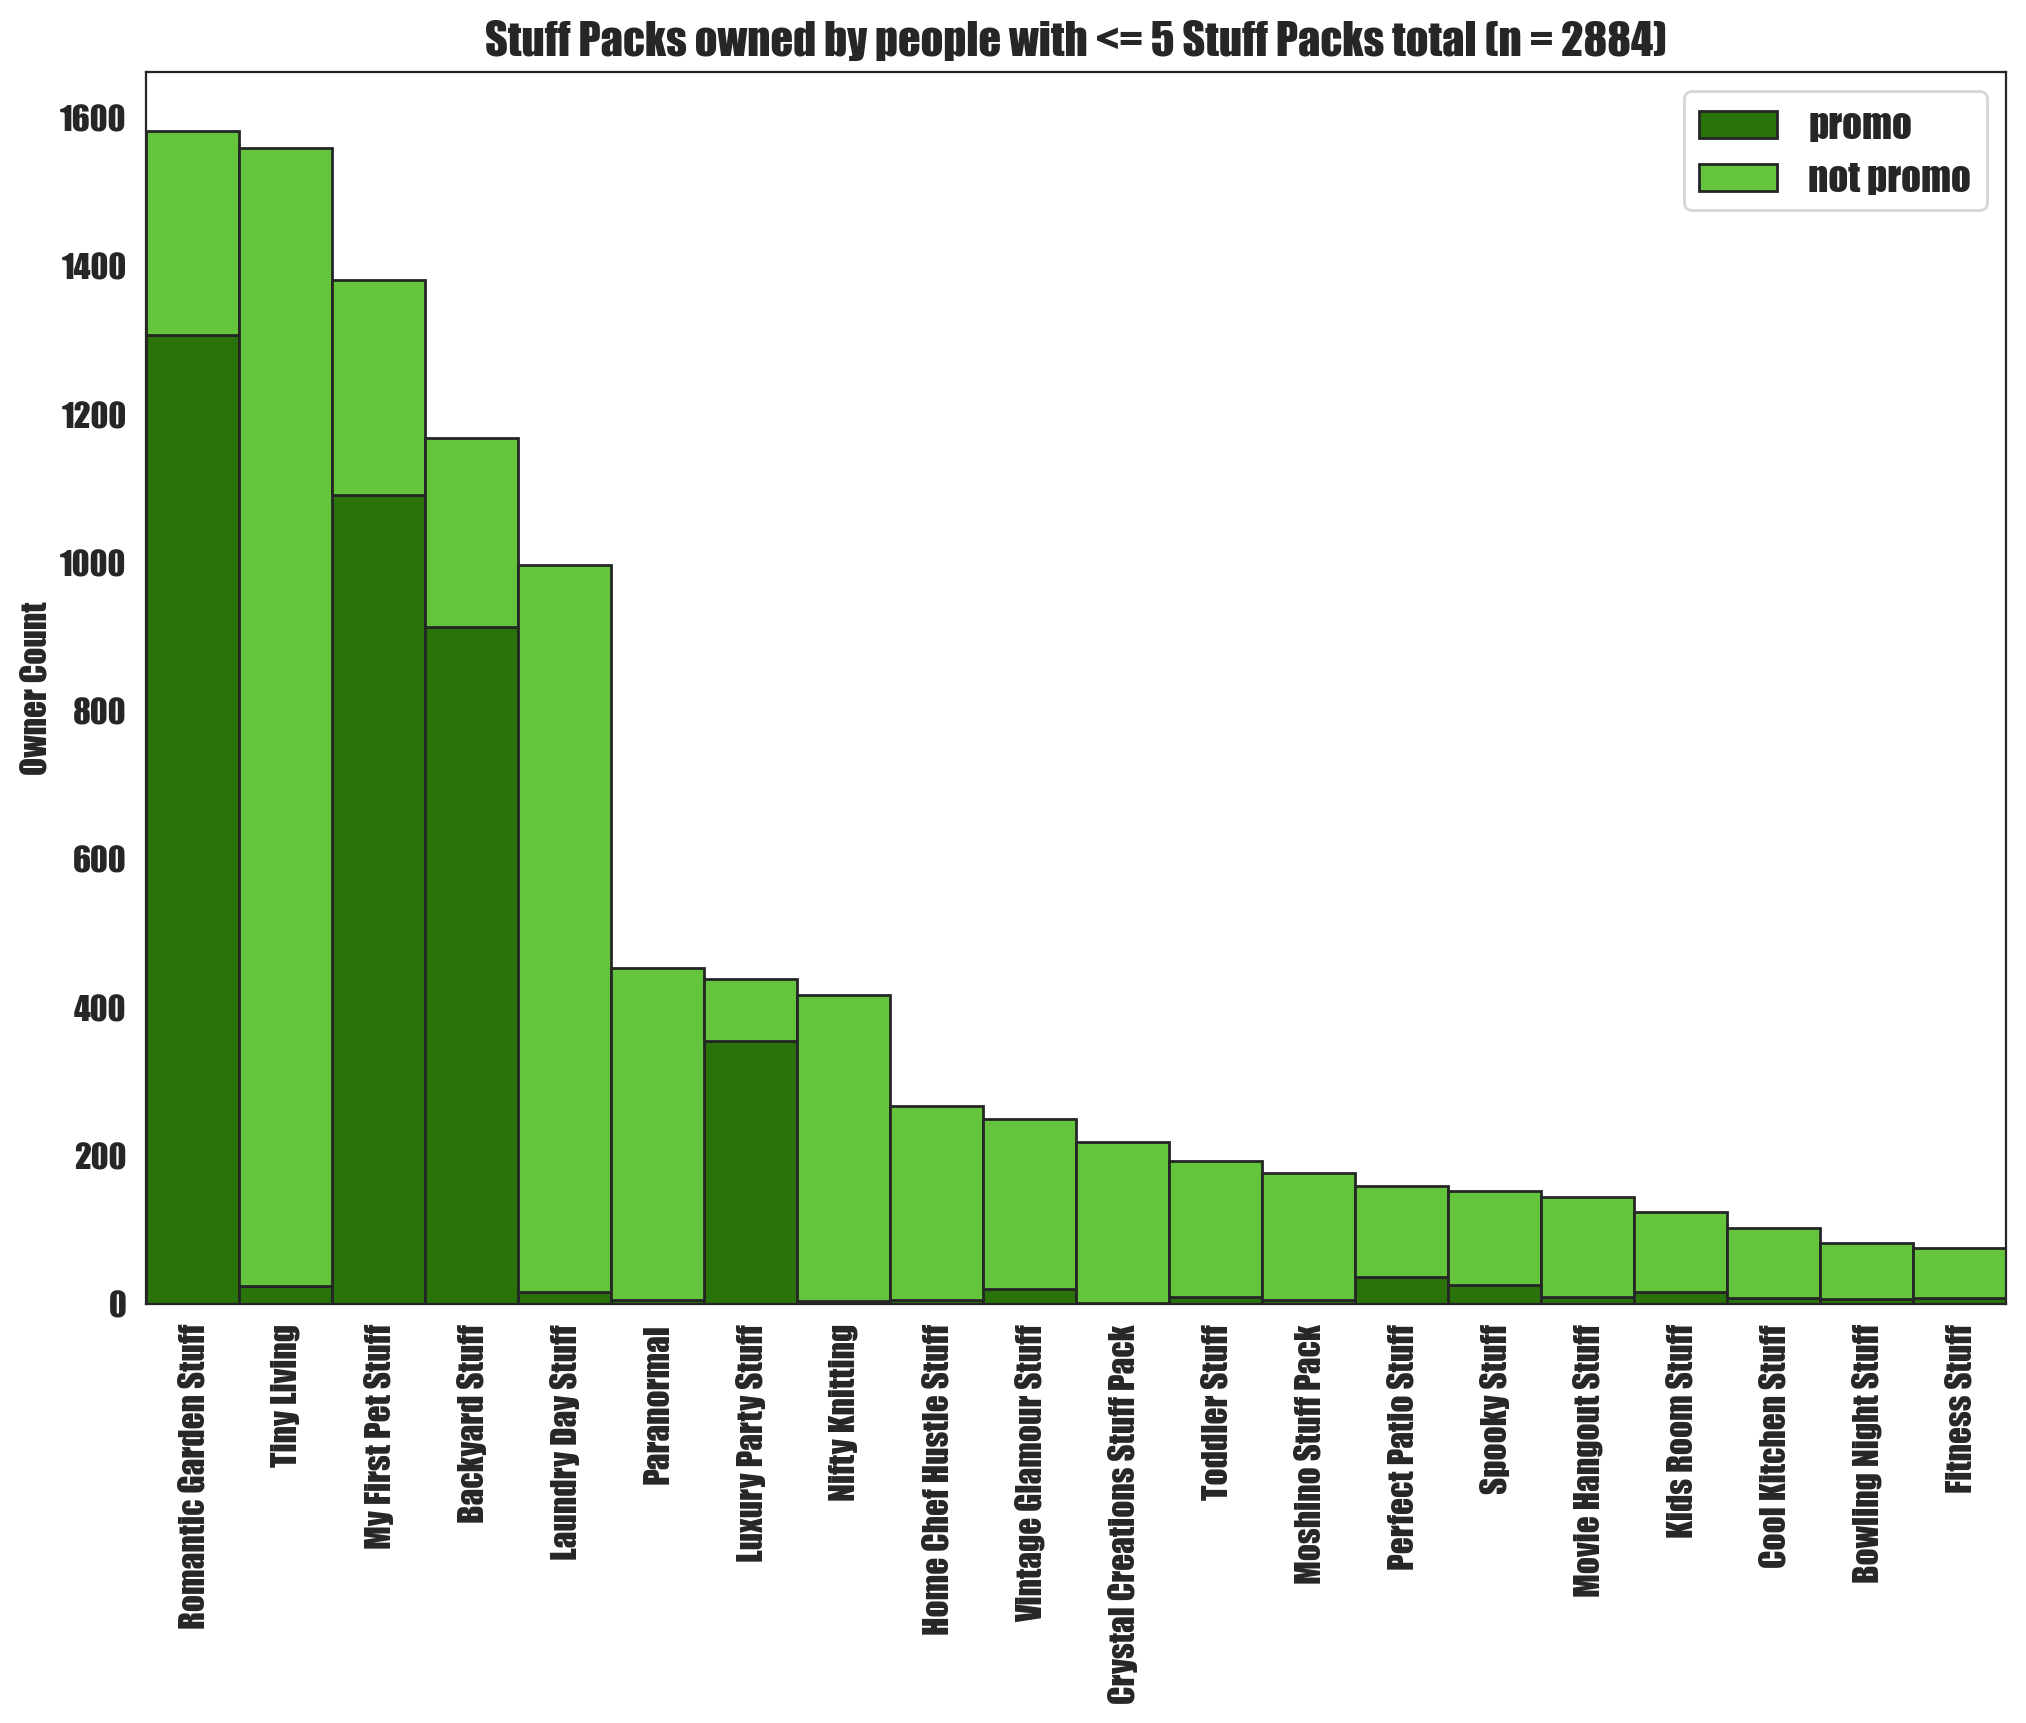 Stuff Packs owned by people with <= 5 Stuff Packs total (n = 2884)
promo
not promo
Owner Count
1600
1400
1200
1000
800
600
400
200
0
Romantic Garden Stuff
Tiny Living
My First Pet Stuff
Backyard Stuff
Laundry Day Stuff
Paranormal
Luxury Party Stuff
Nifty Knitting
Home Chef Hustle Stuff
Vintage Glamour Stuff
Crystal Creations Stuff Pack
Toddler Stuff
Moshino Stuff Pack
Perfect Patio Stuff
Spooky Stuff
Movie Hangout Stuff
Kids Room Stuff
Cool Kitchen Stuff
Bowling Night Stuff
Fitness Stuff